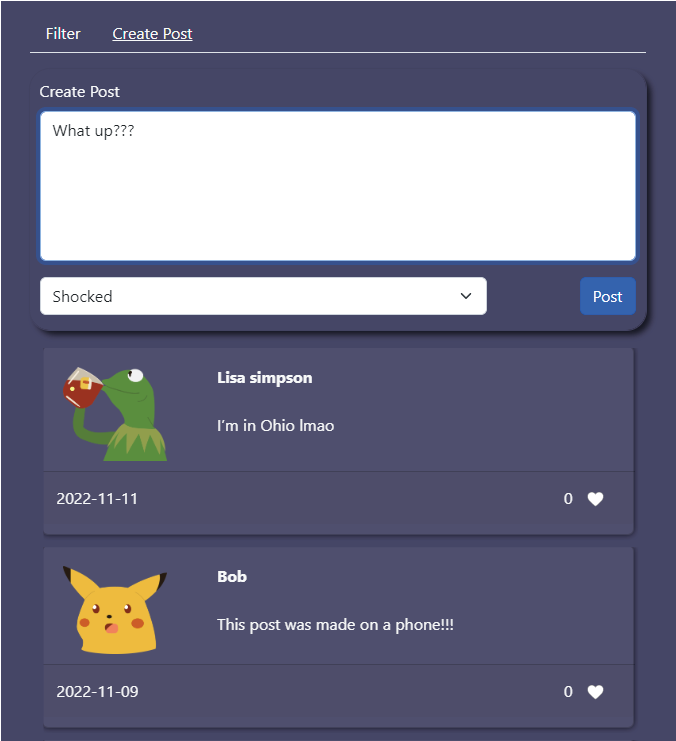 Filter Create Post
Create Post
What up???
Shocked
Post
Lisa simpson
I'm in Ohio lmao
2022-11-11 0
Bob
This post was made on a phone!!!
2022-11-09 0